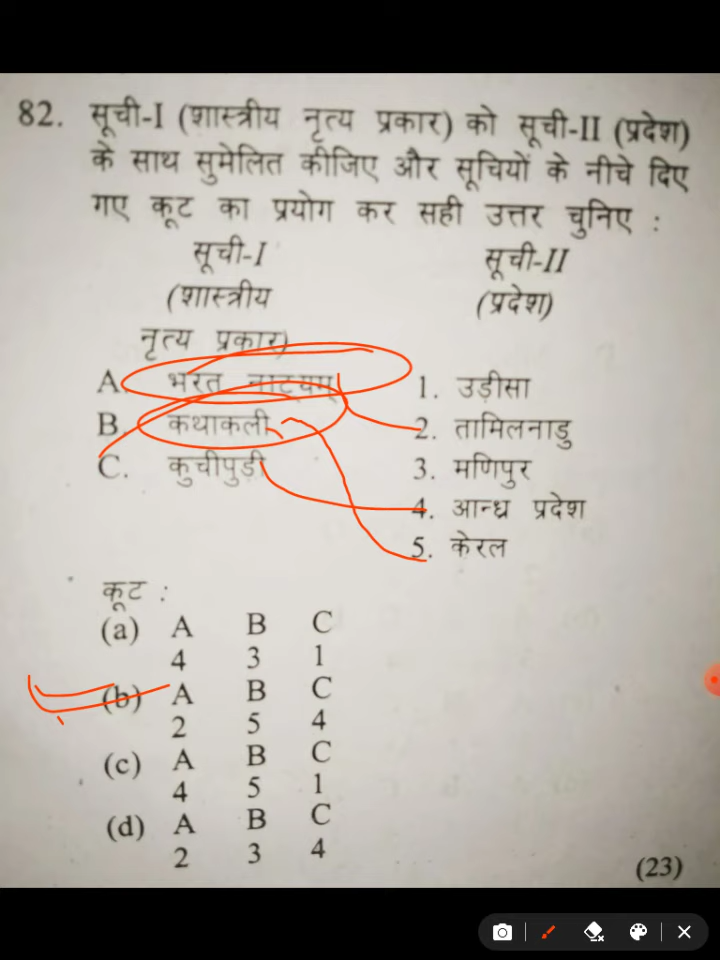 82. सूची-I (शास्त्रीय नृत्य प्रकार) को सूची-II (प्रदेश)
के साथ सुमेलित कीजिए और सूचियों के नीचे दिए
गए कूट का प्रयोग कर सही उत्तर चुनिए :
सूची-I सूची-II
(शास्त्रीय (प्रदेश)
नृत्य प्रकार)
A. भरत नाट्यम् 1. उड़ीसा
B. कथाकली 2. तामिलनाडु
C. कुचीपुडी 3. मणिपुर
4. आन्ध्र प्रदेश
5. केरल
कूट :
(a) A B C
4 3 1
(b) A B C
2 5 4
(c) A B C
4 5 1
(d) A B C
2 3 4
(23)